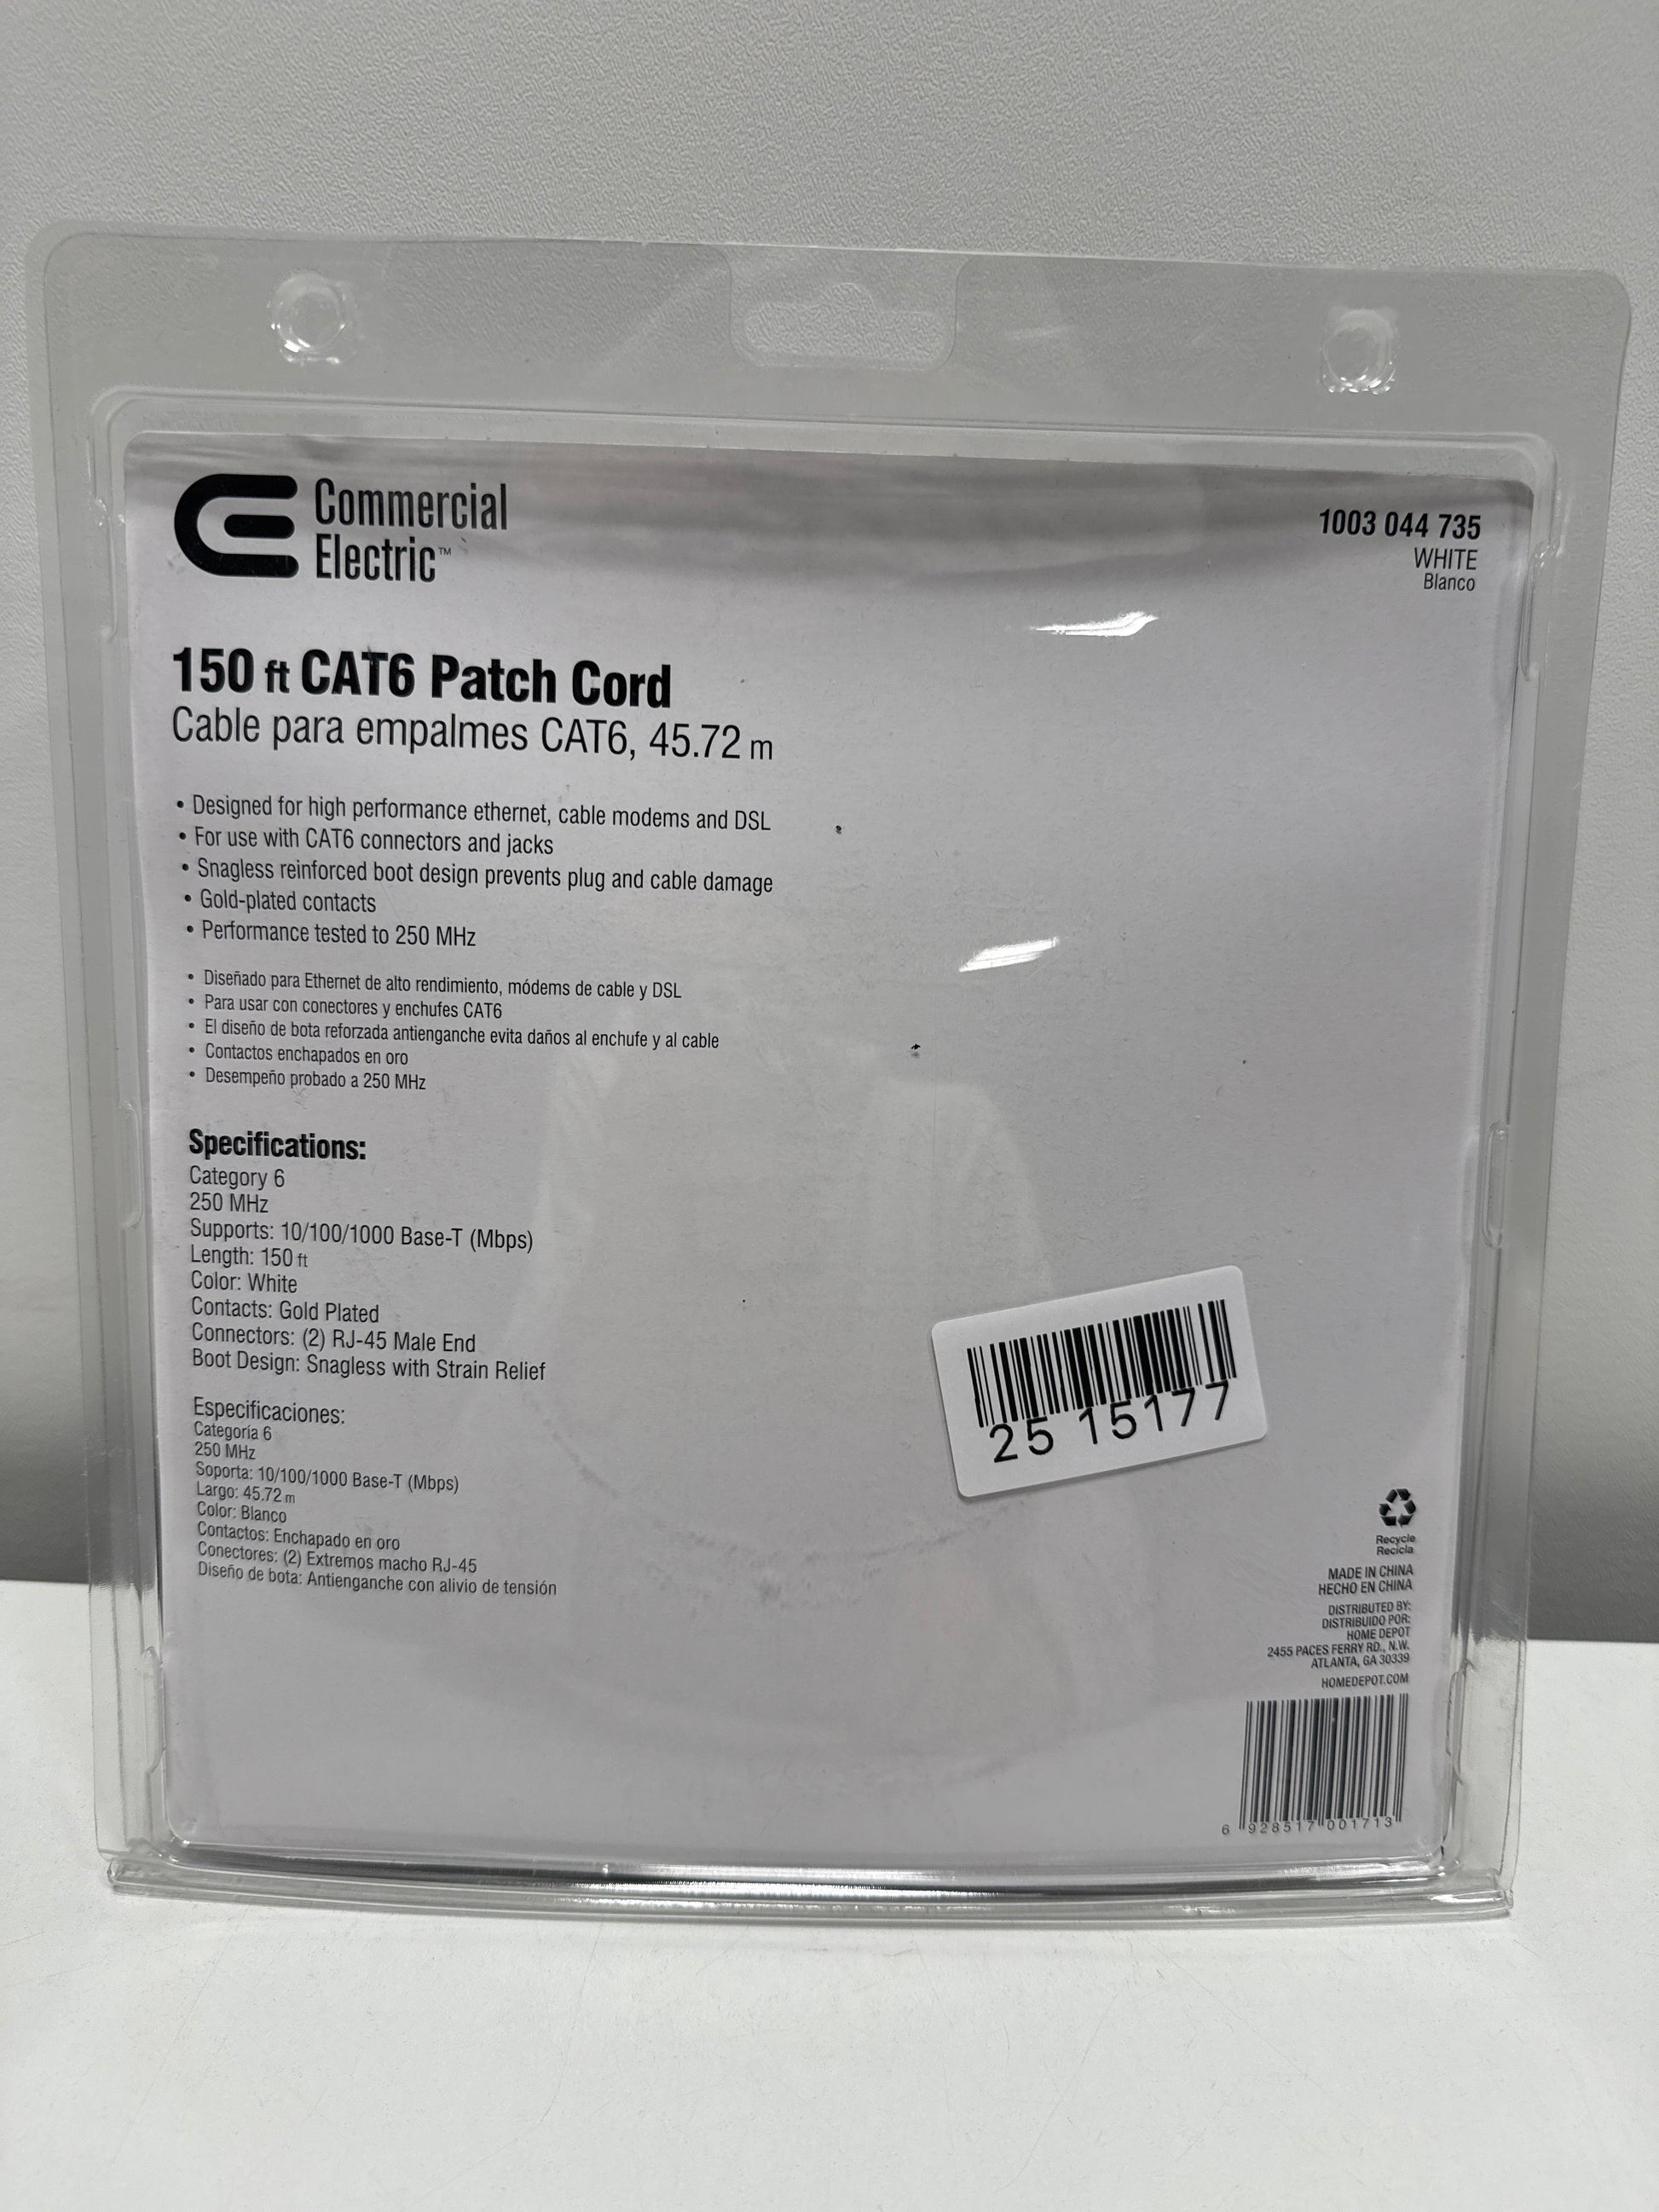 Commercial
Electric™
1003 044 735
WHITE
Blanco
150 ft CAT6 Patch Cord
Cable para empalmes CAT6, 45.72 m
• Designed for high performance ethernet, cable modems and DSL
• For use with CAT6 connectors and jacks
• Snagless reinforced boot design prevents plug and cable damage
• Gold-plated contacts
• Performance tested to 250 MHz
• Diseñado para Ethernet de alto rendimiento, módems de cable y DSL
• Para usar con conectores y enchufes CAT6
• El diseño de bota reforzada antienganche evita daños al enchufe y al cable
• Contactos enchapados en oro
• Desempeño probado a 250 MHz
Specifications:
Category 6
250 MHz
Supports: 10/100/1000 Base-T (Mbps)
Length: 150 ft
Color: White
Contacts: Gold Plated
Connectors: (2) RJ-45 Male End
Boot Design: Snagless with Strain Relief
Especificaciones:
Categoría 6
250 MHz
Soporta: 10/100/1000 Base-T (Mbps)
Largo: 45.72 m
Color: Blanco
Contactos: Enchapado en oro
Conectores: (2) Extremos macho RJ-45
Diseño de bota: Antienganche con alivio de tensión
25 15177
Recycle
Recicla
MADE IN CHINA
HECHO EN CHINA
DISTRIBUTED BY:
DISTRIBUIDO POR:
HOME DEPOT
2455 PACES FERRY RD., N.W.
ATLANTA, GA 30339
HOMEDEPOT.COM
6 928517 001713